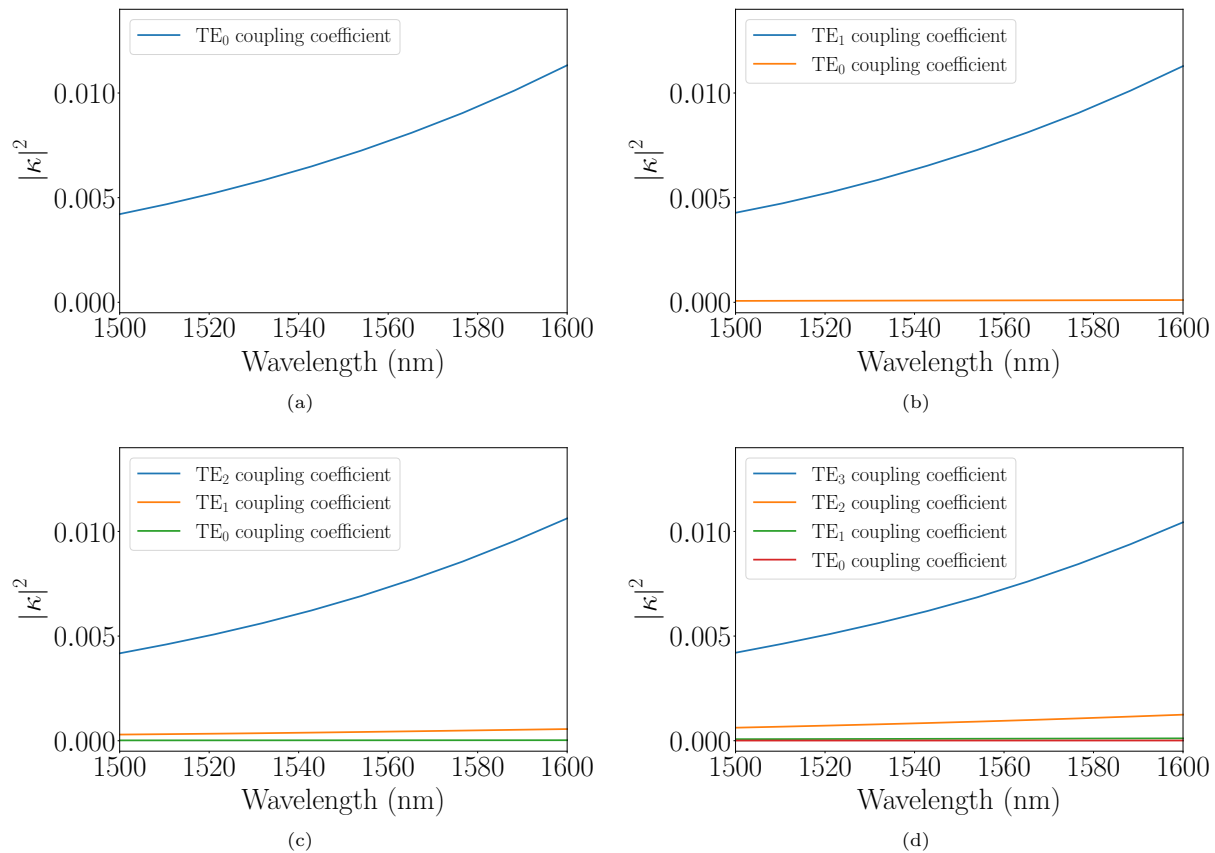 TE₀ coupling coefficient
0.010
0.005
0.000
|κ|²
1500 1520 1540 1560 1580 1600
Wavelength (nm)
(a)
TE₁ coupling coefficient
TE₀ coupling coefficient
0.010
0.005
0.000
|κ|²
1500 1520 1540 1560 1580 1600
Wavelength (nm)
(b)
TE₂ coupling coefficient
TE₁ coupling coefficient
TE₀ coupling coefficient
0.010
0.005
0.000
|κ|²
1500 1520 1540 1560 1580 1600
Wavelength (nm)
(c)
TE₃ coupling coefficient
TE₂ coupling coefficient
TE₁ coupling coefficient
TE₀ coupling coefficient
0.010
0.005
0.000
|κ|²
1500 1520 1540 1560 1580 1600
Wavelength (nm)
(d)